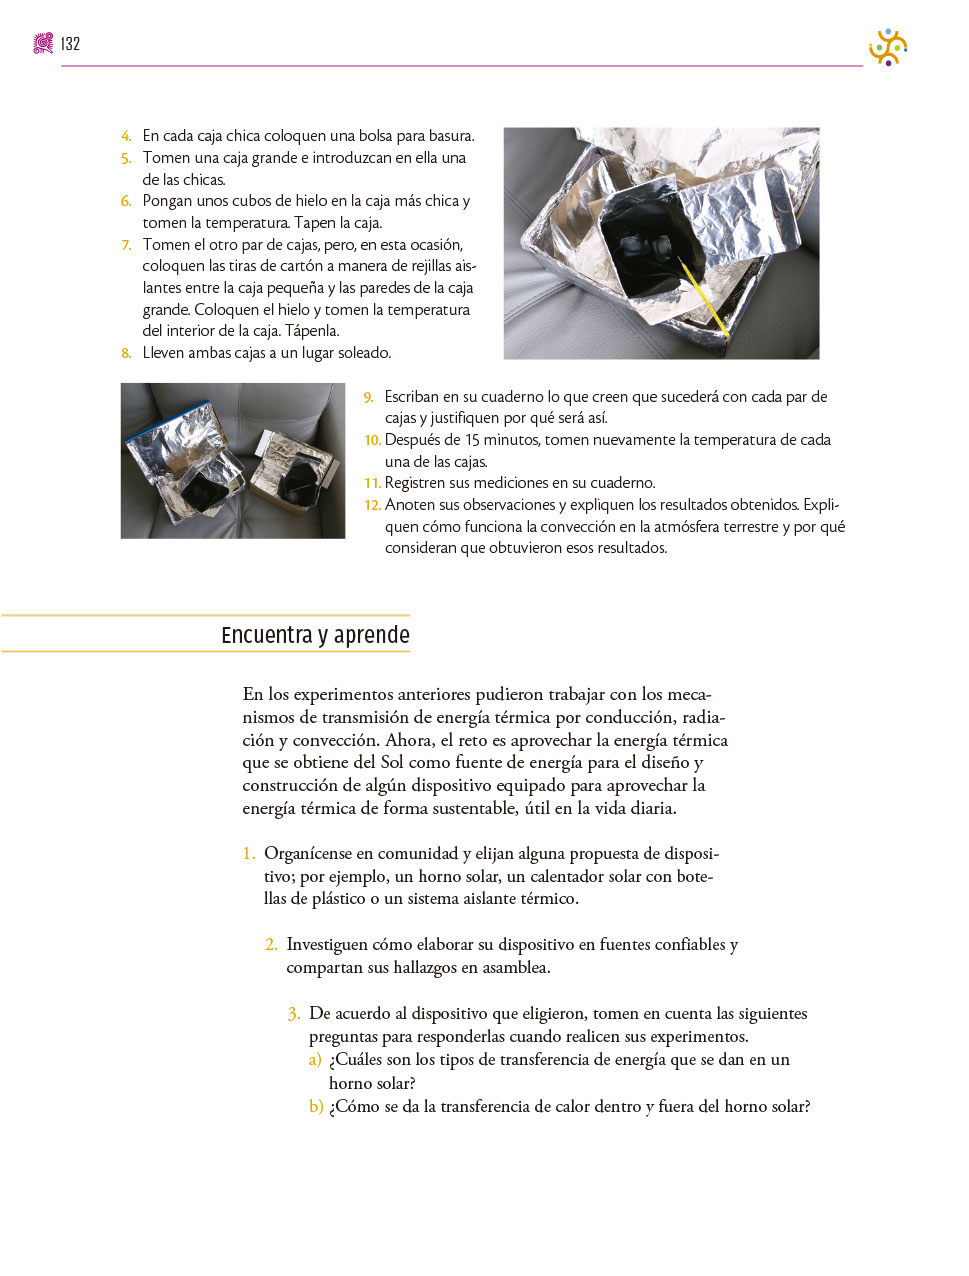 132
4. En cada caja chica coloquen una bolsa para basura.
5. Tomen una caja grande e introduzcan en ella una
de las chicas.
6. Pongan unos cubos de hielo en la caja más chica y
tomen la temperatura. Tapen la caja.
7. Tomen el otro par de cajas, pero, en esta ocasión,
coloquen las tiras de cartón a manera de rejillas ais-
lantes entre la caja pequeña y las paredes de la caja
grande. Coloquen el hielo y tomen la temperatura
del interior de la caja. Tápenla.
8. Lleven ambas cajas a un lugar soleado.
9. Escriban en su cuaderno lo que creen que sucederá con cada par de
cajas y justifiquen por qué será así.
10. Después de 15 minutos, tomen nuevamente la temperatura de cada
una de las cajas.
11. Registren sus mediciones en su cuaderno.
12. Anoten sus observaciones y expliquen los resultados obtenidos. Expli-
quen cómo funciona la convección en la atmósfera terrestre y por qué
consideran que obtuvieron esos resultados.
Encuentra y aprende
En los experimentos anteriores pudieron trabajar con los meca-
nismos de transmisión de energía térmica por conducción, radia-
ción y convección. Ahora, el reto es aprovechar la energía térmica
que se obtiene del Sol como fuente de energía para el diseño y
construcción de algún dispositivo equipado para aprovechar la
energía térmica de forma sustentable, útil en la vida diaria.
1. Organícense en comunidad y elijan alguna propuesta de disposi-
tivo; por ejemplo, un horno solar, un calentador solar con bote-
llas de plástico o un sistema aislante térmico.
2. Investiguen cómo elaborar su dispositivo en fuentes confiables y
compartan sus hallazgos en asamblea.
3. De acuerdo al dispositivo que eligieron, tomen en cuenta las siguientes
preguntas para responderlas cuando realicen sus experimentos.
a) ¿Cuáles son los tipos de transferencia de energía que se dan en un
horno solar?
b) ¿Cómo se da la transferencia de calor dentro y fuera del horno solar?